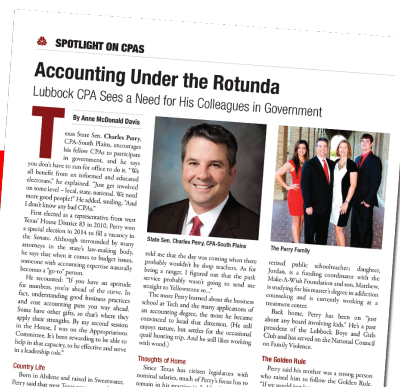 SPOTLIGHT ON CPAS
Accounting Under the Rotunda
Lubbock CPA Sees a Need for His Colleagues in Government
By Anne McDonald Davis
Texas State Sen. Charles Perry,
CPA-South Plains, encourages
his fellow CPAs to participate
in government, and he says
you don't have to run for office to do it. "We
all benefit from an informed and educated
electorate," he explained. "Just get involved
on some level – local, state, national. We need
more good people!" He added, smiling, "And
I don't know any bad CPAs."
First elected as a representative from west
Texas' House District 83 in 2010, Perry won
a special election in 2014 to fill a vacancy in
the Senate. Although surrounded by many
attorneys in the state's law-making body,
he says that when it comes to budget issues,
someone with accounting expertise naturally
becomes a "go-to" person.
He recounted: "If you have an aptitude
for numbers, you're ahead of the curve. In
fact, understanding good business practices
and cost accounting puts you way ahead.
Some have other gifts, so that's where they
apply their strengths. By my second session
in the House, I was on the Appropriations
Committee. It's been rewarding to be able to
help in that capacity, to be effective and serve
in a leadership role."
Country Life
Born in Abilene and raised in Sweetwater,
Perry said that west Texas
State Sen. Charles Perry, CPA-South Plains
told me that the day was coming when there
probably wouldn't be shop teachers. As for
being a ranger, I figured out that the park
service probably wasn't going to send me
straight to Yellowstone so..."
The more Perry learned about the business
school at Tech and the many applications of
an accounting degree, the more he became
convinced to head that direction. (He still
enjoys nature, but settles for the occasional
quail hunting trip. And he still likes working
with wood.)
Thoughts of Home
Since Texas citizen legislators with
nominal salaries, much of Perry's focus has to
remain in his
The Perry Family
retired public schoolteacher; daughter,
Jordan, is a funding coordinator with the
Make-A-Wish Foundation and son, Matthew,
is studying for his master's degree in addiction
counseling and is currently working at a
treatment center.
Back home, Perry has been on "just
about any board involving kids." He's a past
president of the Lubbock Boys and Girls
Club and has served on the National Council
on Family Violence.
The Golden Rule
Perry said his mother was a strong person
who raised him to follow the Golden Rule.